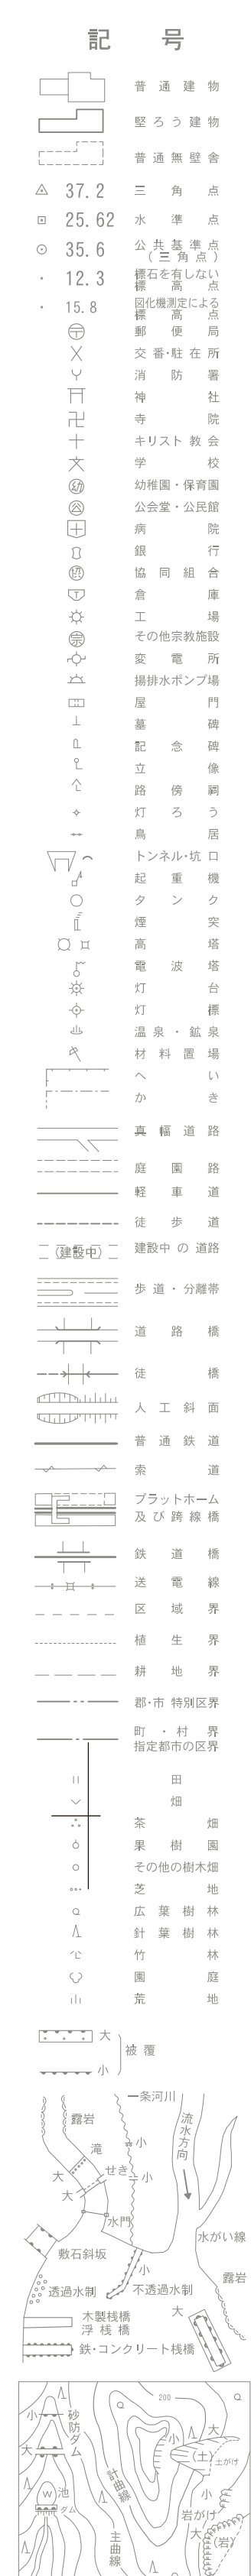 記 号
普通建物
堅ろう建物
普通無壁舎
37.2 三角点
25.62 水準点
35.6 公共基準点
(三角点)
12.3 標石を有しない
標高点
15.8 図化機測定による
標高点
郵便局
交番・駐在所
消防署
神社
寺院
キリスト教会
文 学校
幼 幼稚園・保育園
公 公会堂・公民館
病院
銀行
協 協同組合
倉庫
工場
宗 その他宗教施設
変電所
揚排水ポンプ場
屋門
墓碑
記念碑
立像
路傍祠
灯ろう
鳥居
トンネル・坑口
起重機
タンク
煙突
高塔
電波塔
灯台
灯標
温泉・鉱泉
材料置場
へい
かき
真幅道路
庭園路
軽車道
徒歩道
(建設中) 建設中の道路
歩道・分離帯
道路橋
徒橋
人工斜面
普通鉄道
索道
プラットホーム
及び跨線橋
鉄道橋
送電線
区域界
植生界
耕地界
郡・市 特別区界
町・村界
指定都市の区界
田
畑
茶畑
果樹園
その他の樹木畑
芝地
広葉樹林
針葉樹林
竹林
園庭
荒地
大
小
被覆
一条河川
露岩
滝
小
流水方向
大
せき
小
大
水門
水がい線
敷石斜坂
小
透過水制
不透過水制
露岩
木製桟橋
浮桟橋
大
鉄・コンクリート桟橋
200
小
砂防ダム
小
大
大
(土)
土がけ
計曲線
W
池
小
ダム
岩がけ
大
主曲線
(岩)